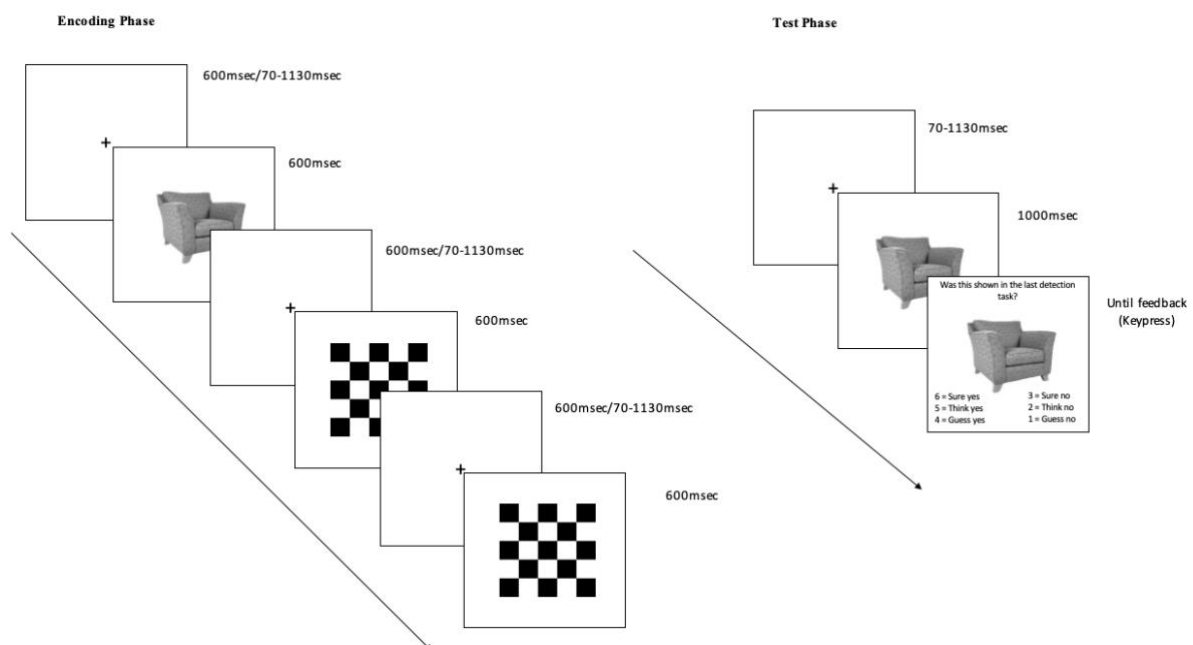 Encoding Phase
600msec/70-1130msec
600msec
600msec/70-1130msec
600msec
600msec/70-1130msec
600msec
Test Phase
70-1130msec
1000msec
Was this shown in the last detection
task?
6 = Sure yes
5 = Think yes
4 = Guess yes
3 = Sure no
2 = Think no
1 = Guess no
Until feedback
(Keypress)